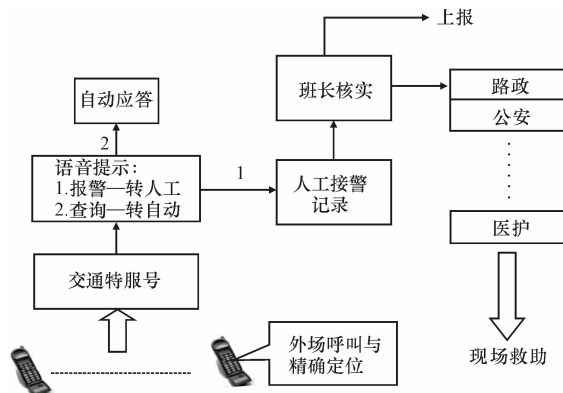 上报
班长核实
路政
公安
医护
现场救助
自动应答
2
语音提示：
1.报警—转人工
2.查询—转自动
1
人工接警
记录
交通特服号
外场呼叫与
精确定位